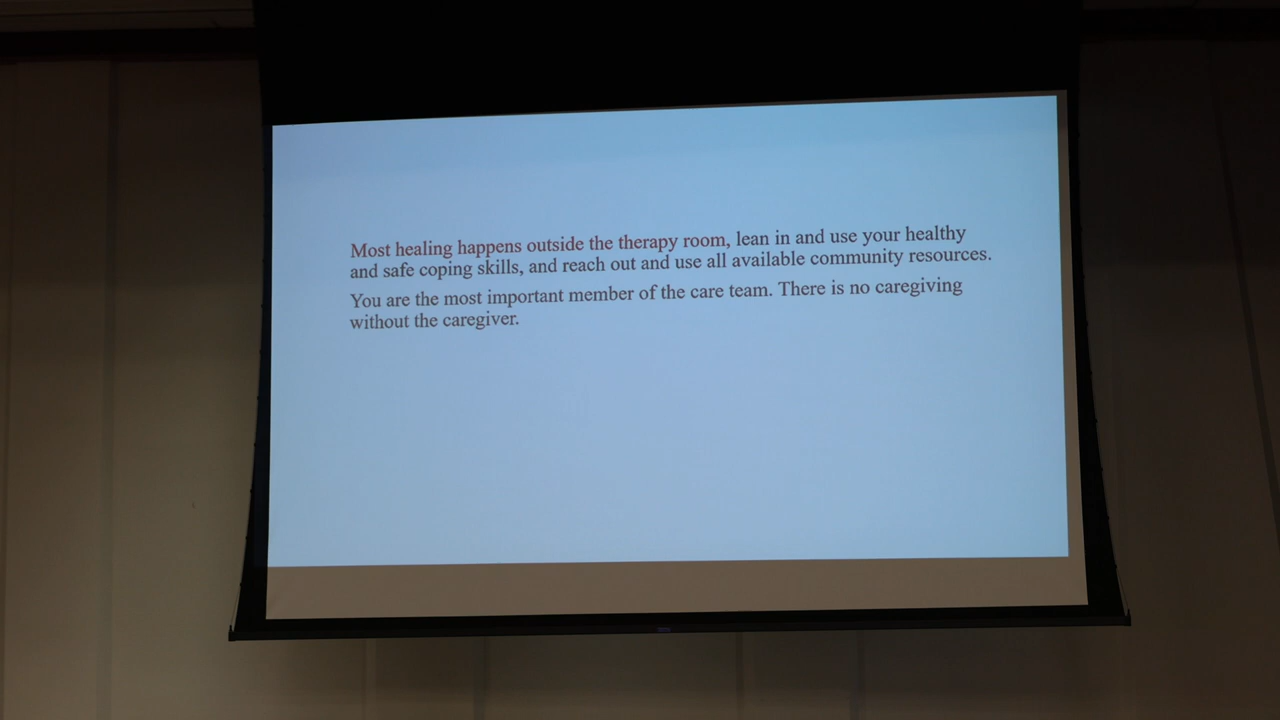 Most healing happens outside the therapy room, lean in and use your healthy
and safe coping skills, and reach out and use all available community resources.
You are the most important member of the care team. There is no caregiving
without the caregiver.